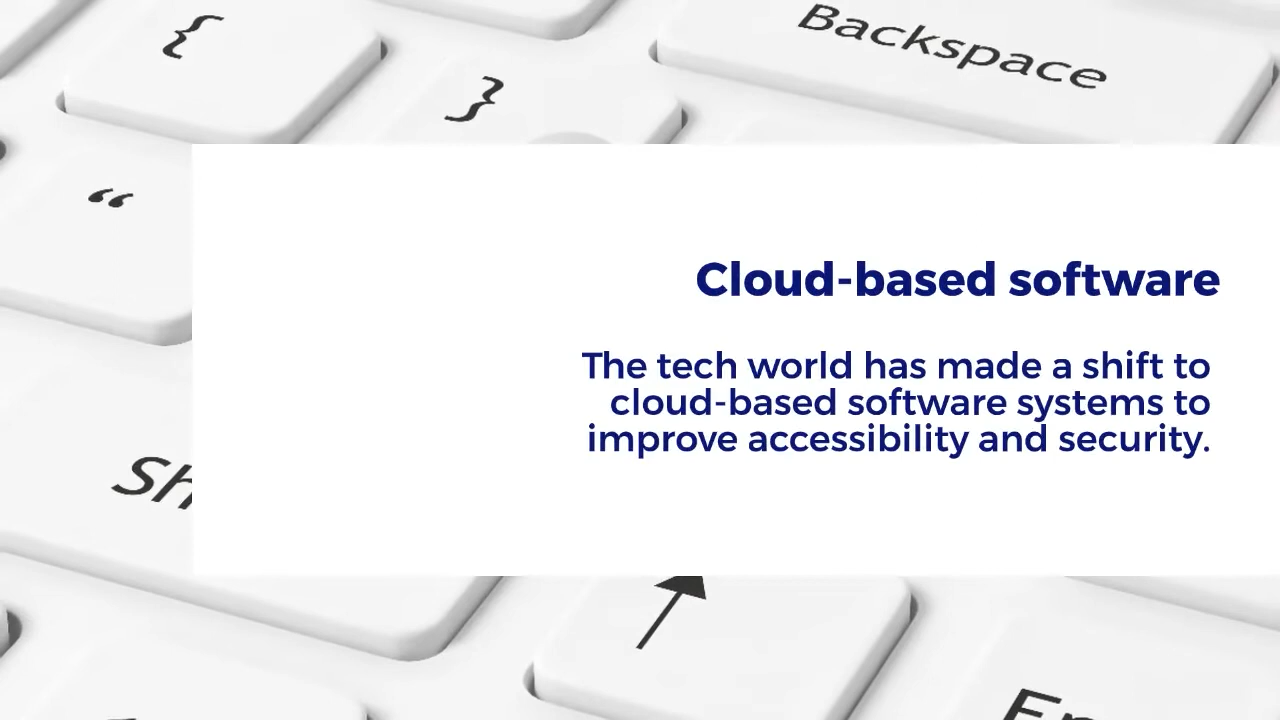 {
}
Backspace
“
Sh
Cloud-based software
The tech world has made a shift to
cloud-based software systems to
improve accessibility and security.